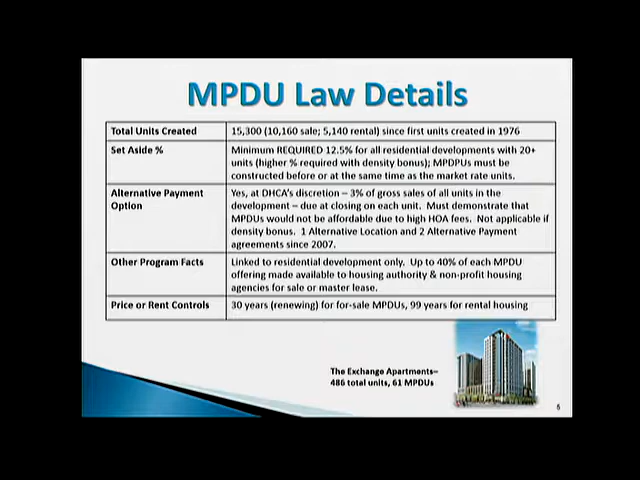 MPDU Law Details
Total Units Created
15,300 (10,160 sale; 5,140 rental) since first units created in 1976
Set Aside %
Minimum REQUIRED 12.5% for all residential developments with 20+
units (higher % required with density bonus); MPDPUs must be
constructed before or at the same time as the market rate units.
Alternative Payment
Option
Yes, at DHCA's discretion – 3% of gross sales of all units in the
development – due at closing on each unit. Must demonstrate that
MPDUs would not be affordable due to high HOA fees. Not applicable if
density bonus. 1 Alternative Location and 2 Alternative Payment
agreements since 2007.
Other Program Facts
Linked to residential development only. Up to 40% of each MPDU
offering made available to housing authority & non-profit housing
agencies for sale or master lease.
Price or Rent Controls
30 years (renewing) for for-sale MPDUs, 99 years for rental housing
The Exchange Apartments–
486 total units, 61 MPDUs
6